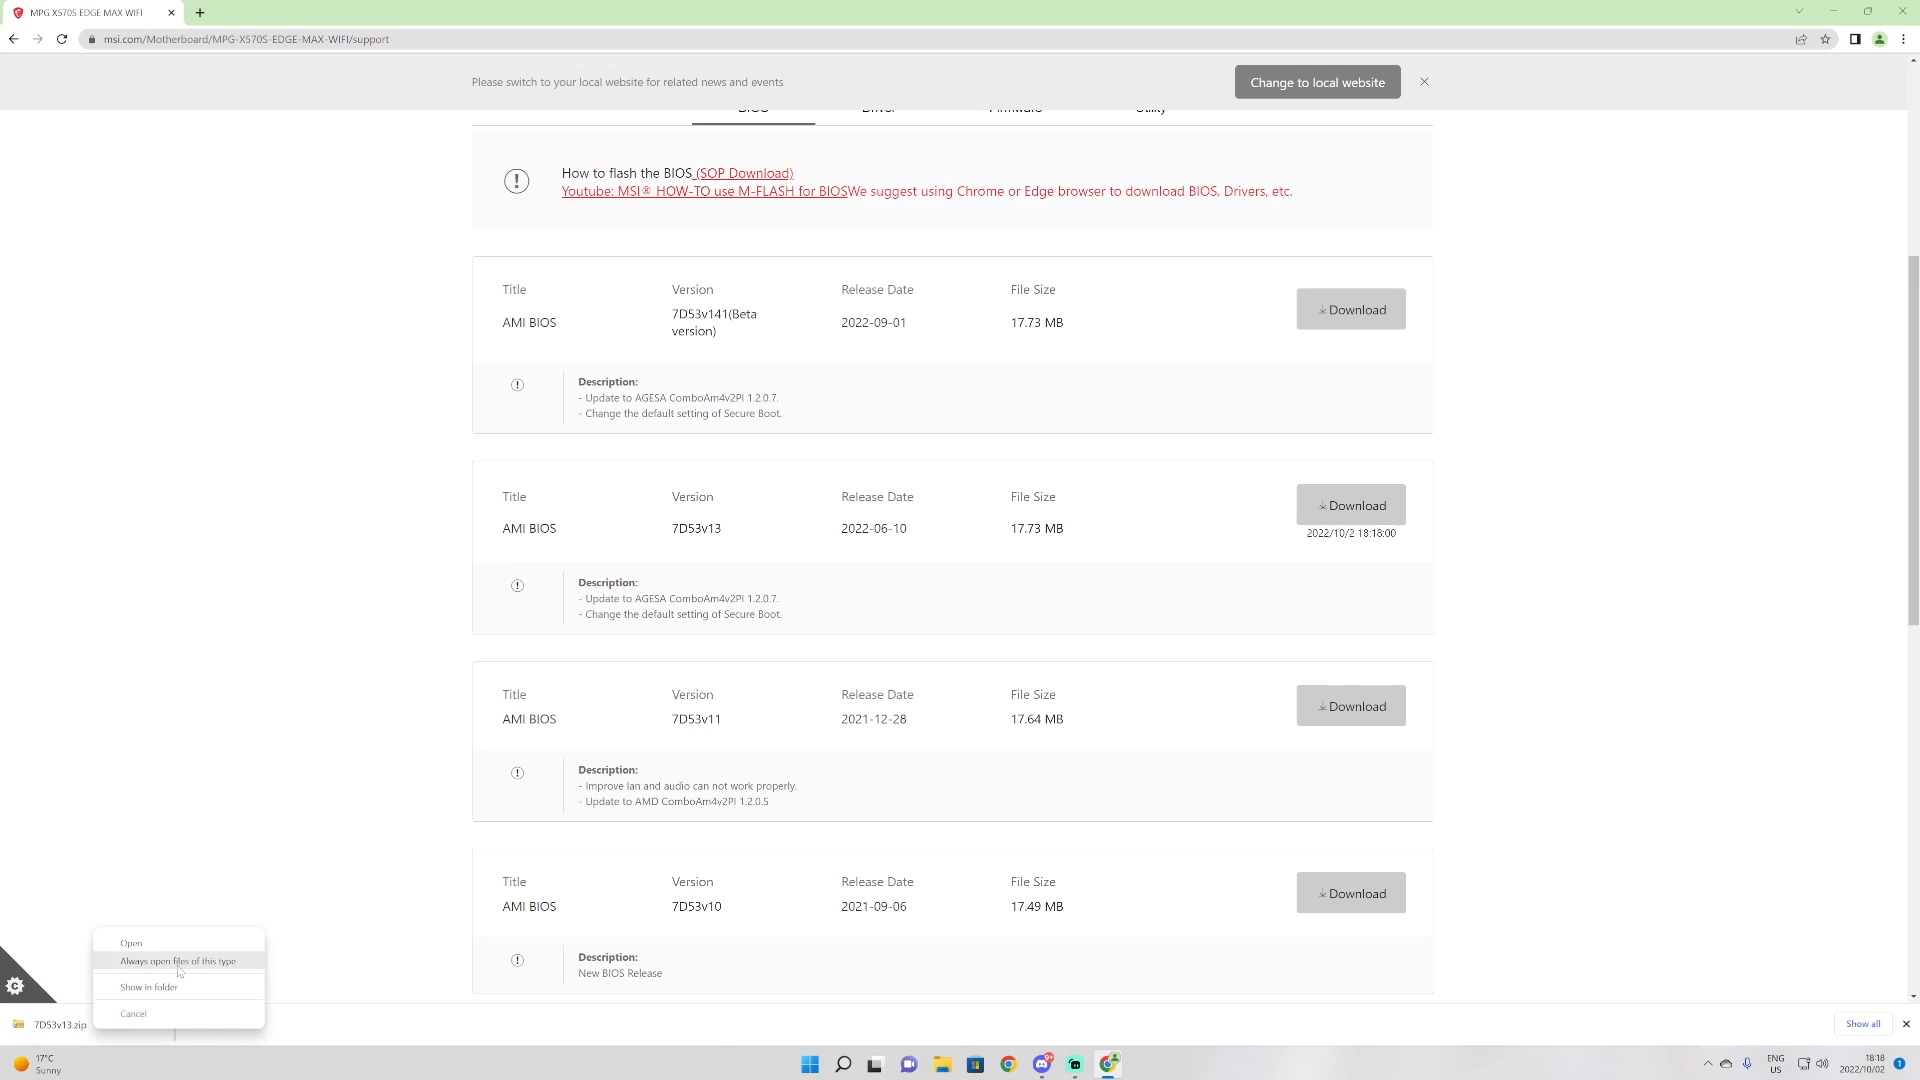 MPG X570S EDGE MAX WIFI
msi.com/Motherboard/MPG-X570S-EDGE-MAX-WIFI/support
Please switch to your local website for related news and events
Change to local website
BIOS Driver Firmware Utility
How to flash the BIOS (SOP Download)
Youtube: MSI® HOW-TO use M-FLASH for BIOSWe suggest using Chrome or Edge browser to download BIOS, Drivers, etc.
Title Version Release Date File Size
AMI BIOS 7D53v141(Beta version) 2022-09-01 17.73 MB
Download
Description:
- Update to AGESA ComboAm4v2PI 1.2.0.7.
- Change the default setting of Secure Boot.
Title Version Release Date File Size
AMI BIOS 7D53v13 2022-06-10 17.73 MB
Download
2022/10/2 18:18:00
Description:
- Update to AGESA ComboAm4v2PI 1.2.0.7.
- Change the default setting of Secure Boot.
Title Version Release Date File Size
AMI BIOS 7D53v11 2021-12-28 17.64 MB
Download
Description:
- Improve lan and audio can not work properly.
- Update to AMD ComboAm4v2PI 1.2.0.5
Title Version Release Date File Size
AMI BIOS 7D53v10 2021-09-06 17.49 MB
Download
Description:
New BIOS Release
Open
Always open files of this type
Show in folder
Cancel
7D53v13.zip
Show all
17°C
Sunny
9+
ENG
US
18:18
2022/10/02
1